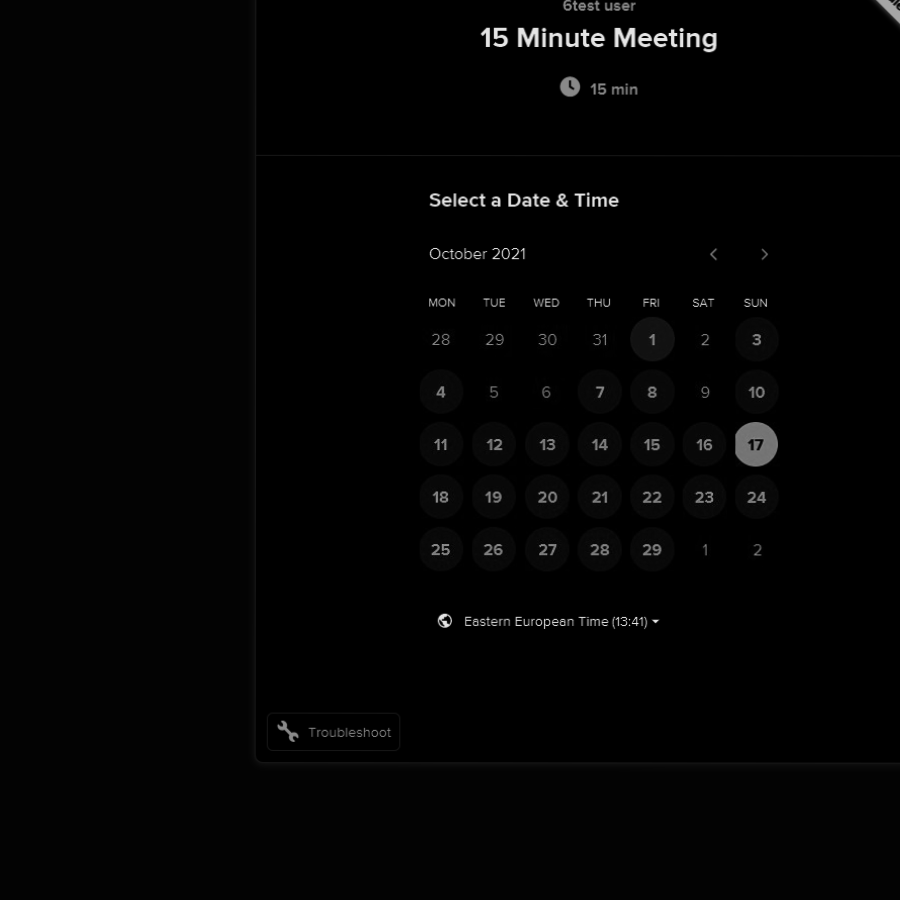 6test user
15 Minute Meeting
15 min
Select a Date & Time
October 2021
MON TUE WED THU FRI SAT SUN
28 29 30 31 1 2 3
4 5 6 7 8 9 10
11 12 13 14 15 16 17
18 19 20 21 22 23 24
25 26 27 28 29 1 2
Eastern European Time (13:41)
Troubleshoot